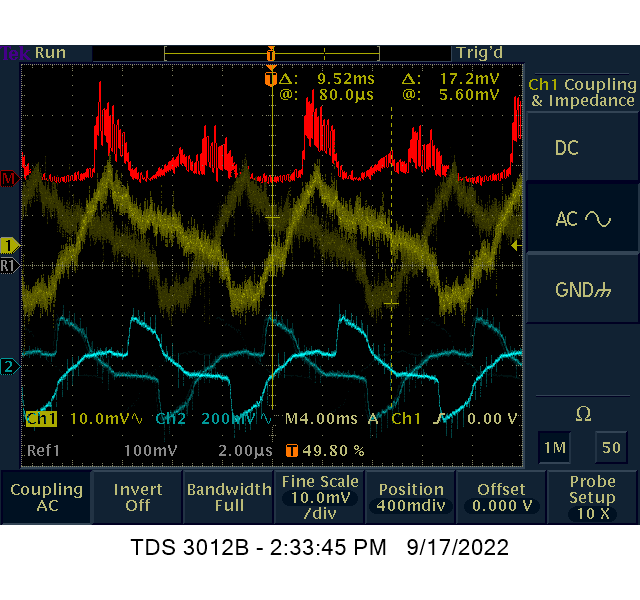 Tek Run Trig'd
T Δ: 9.52ms Δ: 17.2mV
@: 80.0µs @: 5.60mV
Ch1 Coupling
& Impedance
DC
M
AC
1
R1
GND
2
Ch1 10.0mV Ch2 200mV M4.00ms A Ch1 0.00 V
Ω
Ref1 100mV 2.00µs T 49.80 %
1M 50
Coupling
AC
Invert
Off
Bandwidth
Full
Fine Scale
10.0mV
/div
Position
400mdiv
Offset
0.000 V
Probe
Setup
10 X
TDS 3012B - 2:33:45 PM 9/17/2022